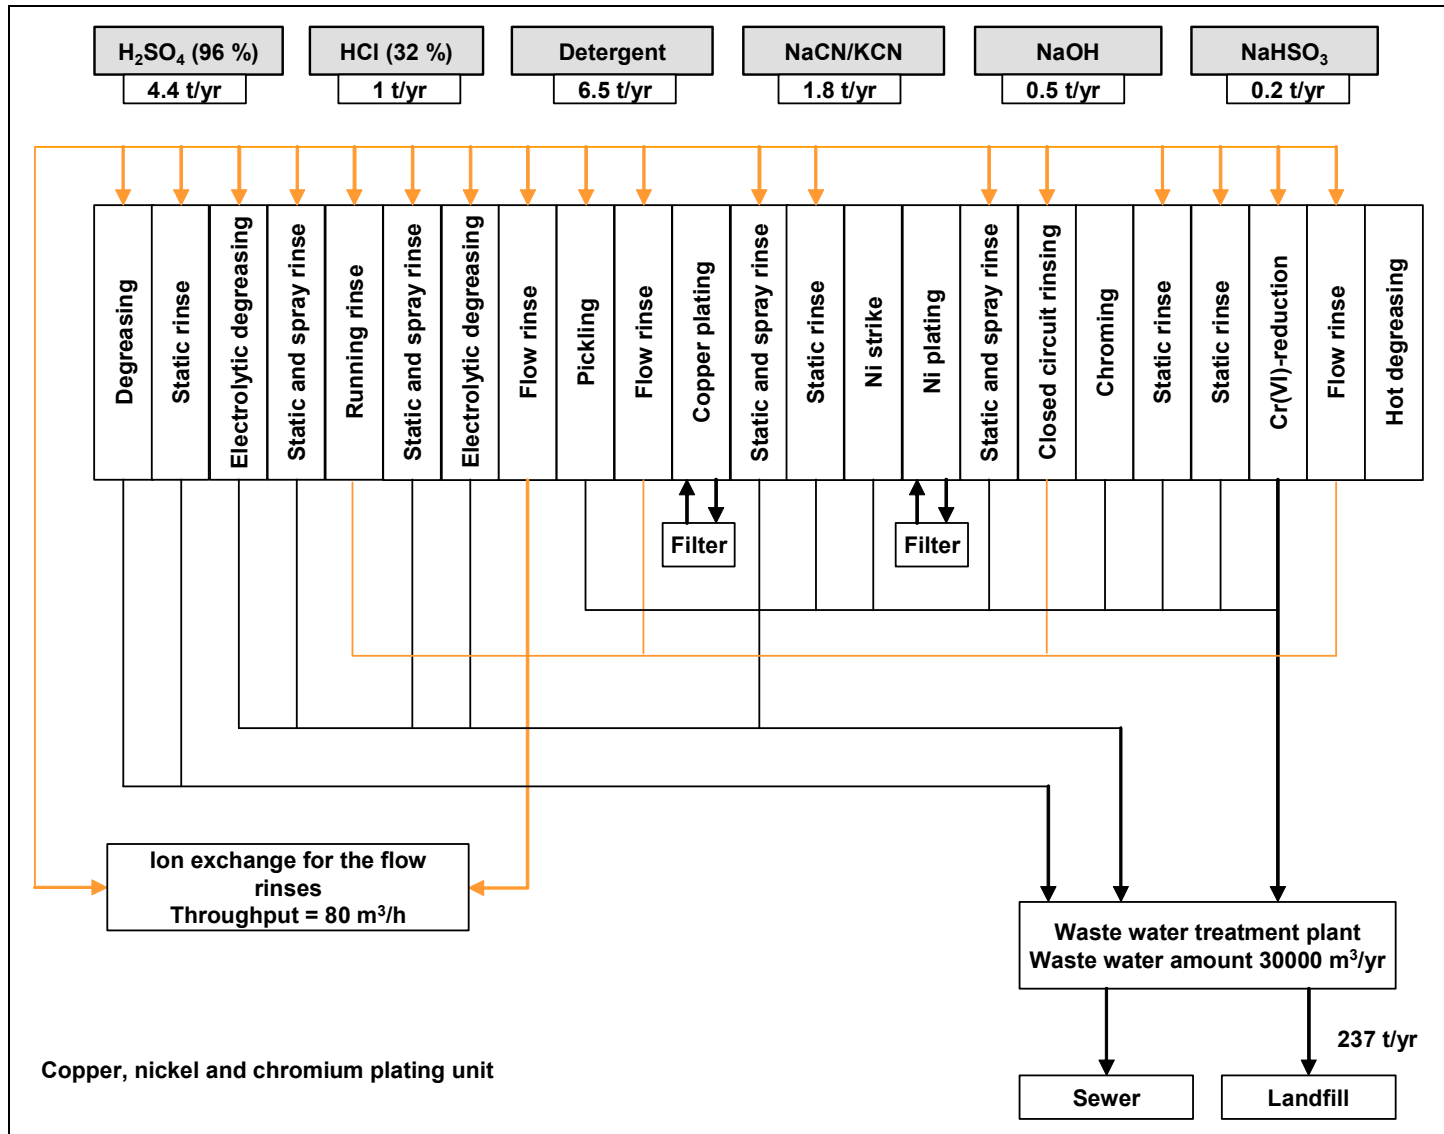 H₂SO₄ (96 %)
HCl (32 %)
Detergent
NaCN/KCN
NaOH
NaHSO₃
4.4 t/yr
1 t/yr
6.5 t/yr
1.8 t/yr
0.5 t/yr
0.2 t/yr
Degreasing
Static rinse
Electrolytic degreasing
Static and spray rinse
Running rinse
Static and spray rinse
Electrolytic degreasing
Flow rinse
Pickling
Flow rinse
Copper plating
Static and spray rinse
Static rinse
Ni strike
Ni plating
Static and spray rinse
Closed circuit rinsing
Chroming
Static rinse
Static rinse
Cr(VI)-reduction
Flow rinse
Hot degreasing
Filter
Filter
Ion exchange for the flow
rinses
Throughput = 80 m³/h
Waste water treatment plant
Waste water amount 30000 m³/yr
237 t/yr
Copper, nickel and chromium plating unit
Sewer
Landfill